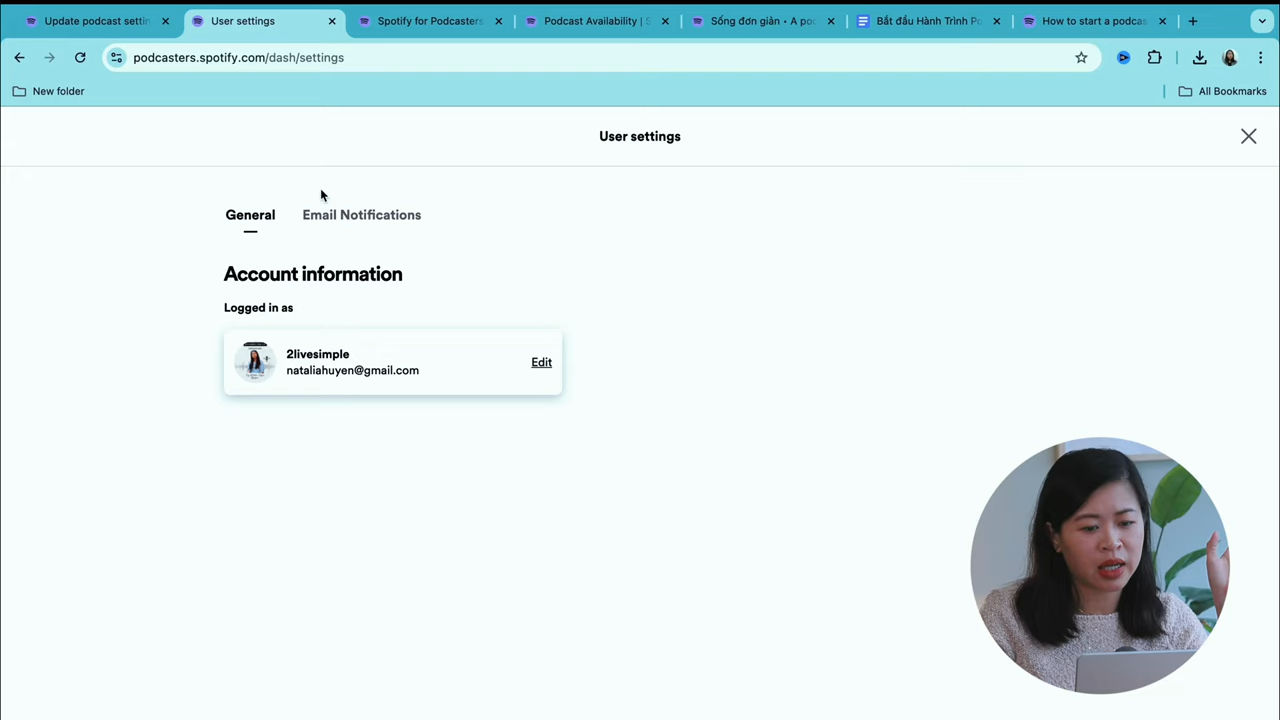 Update podcast settin
User settings
Spotify for Podcasters
Podcast Availability | S
Sống đơn giản • A pod
Bắt đầu Hành Trình Po
How to start a podcas
podcasters.spotify.com/dash/settings
New folder
All Bookmarks
User settings
General
Email Notifications
Account information
Logged in as
2livesimple
nataliahuyen@gmail.com
Edit